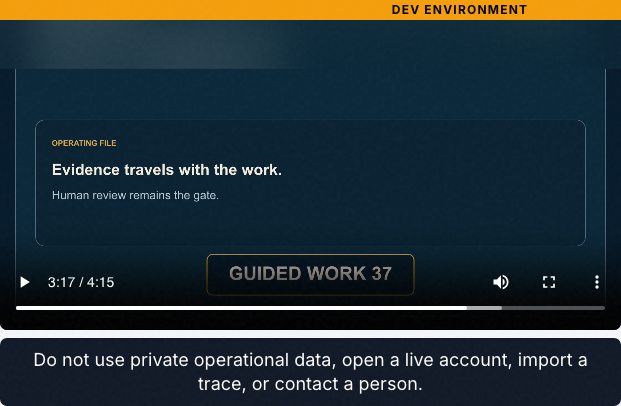 DEV ENVIRONMENT
OPERATING FILE
Evidence travels with the work.
Human review remains the gate.
GUIDED WORK 37
3:17 / 4:15
Do not use private operational data, open a live account, import a
trace, or contact a person.